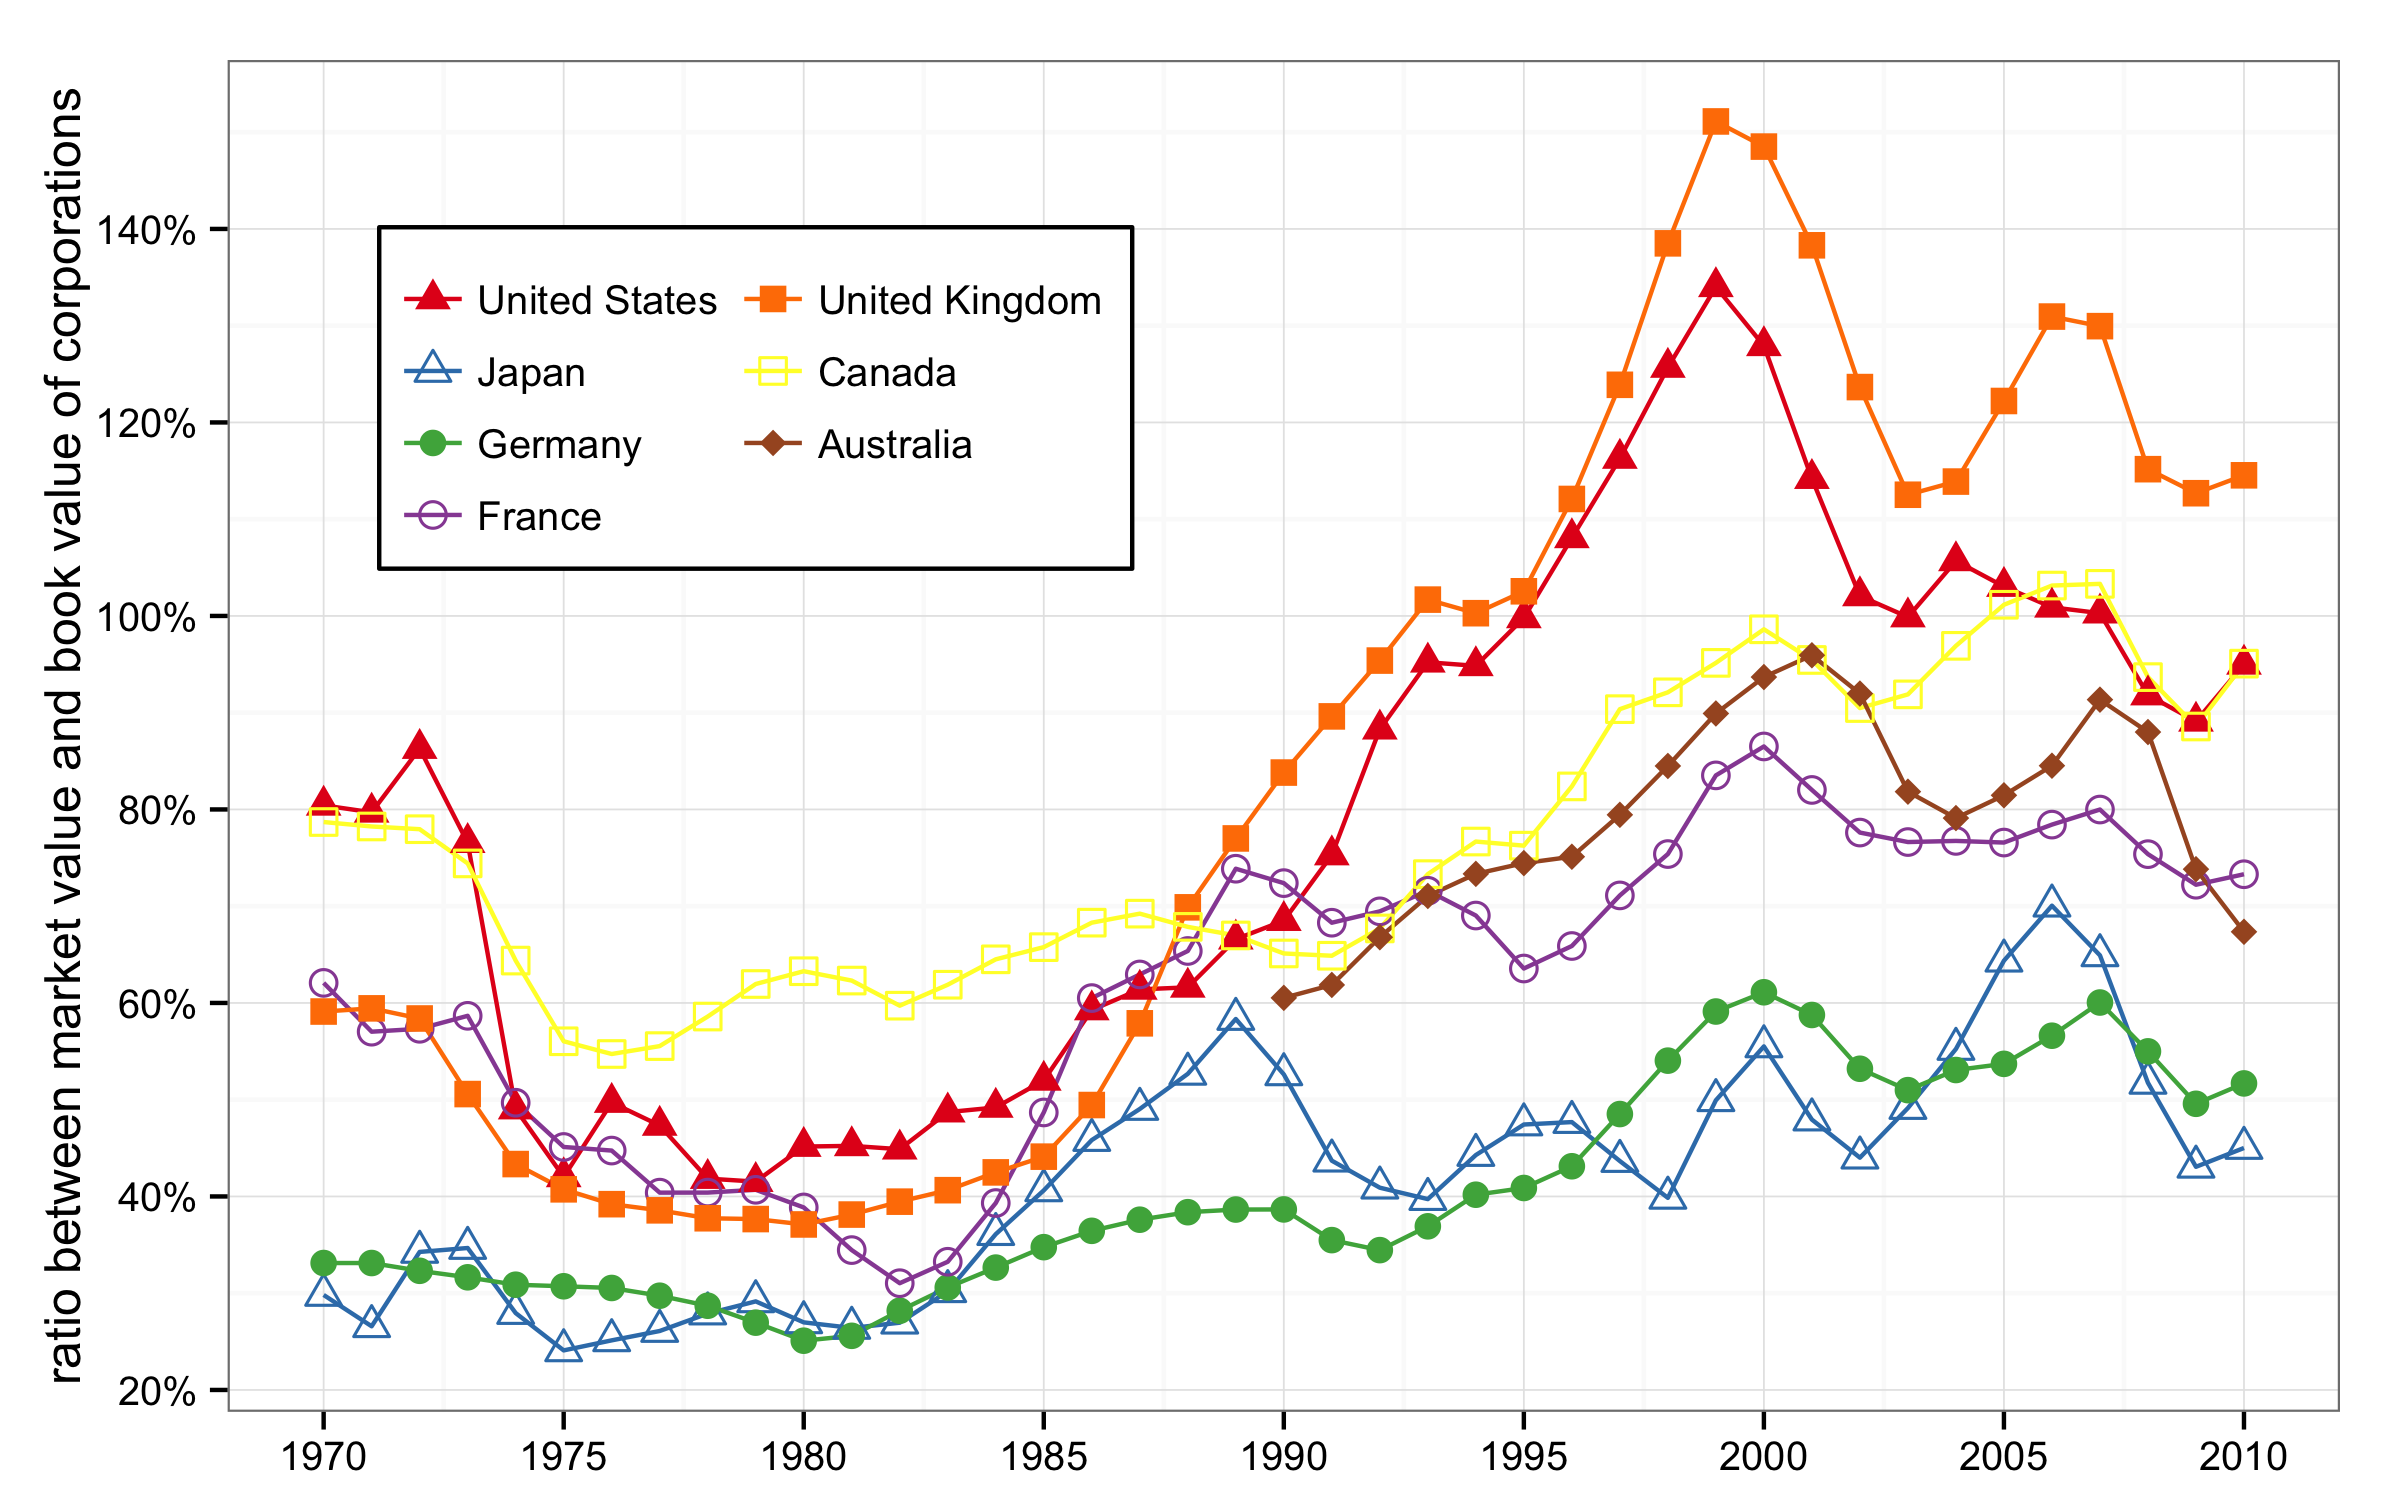 ratio between market value and book value of corporations
140%
120%
100%
80%
60%
40%
20%
United States
United Kingdom
Japan
Canada
Germany
Australia
France
1970
1975
1980
1985
1990
1995
2000
2005
2010